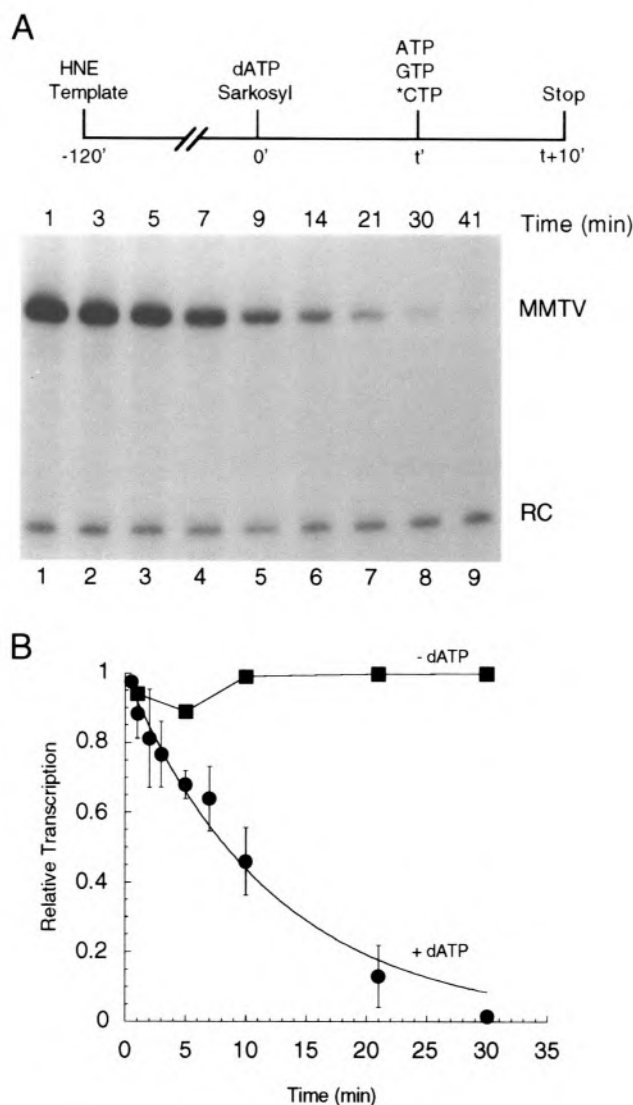 A
HNE
Template
dATP
Sarkosyl
ATP
GTP
*CTP
Stop
-120'
0'
t'
t+10'
1 3 5 7 9 14 21 30 41 Time (min)
MMTV
RC
1 2 3 4 5 6 7 8 9
B
Relative Transcription
1
0.8
0.6
0.4
0.2
0
- dATP
+ dATP
0 5 10 15 20 25 30 35
Time (min)